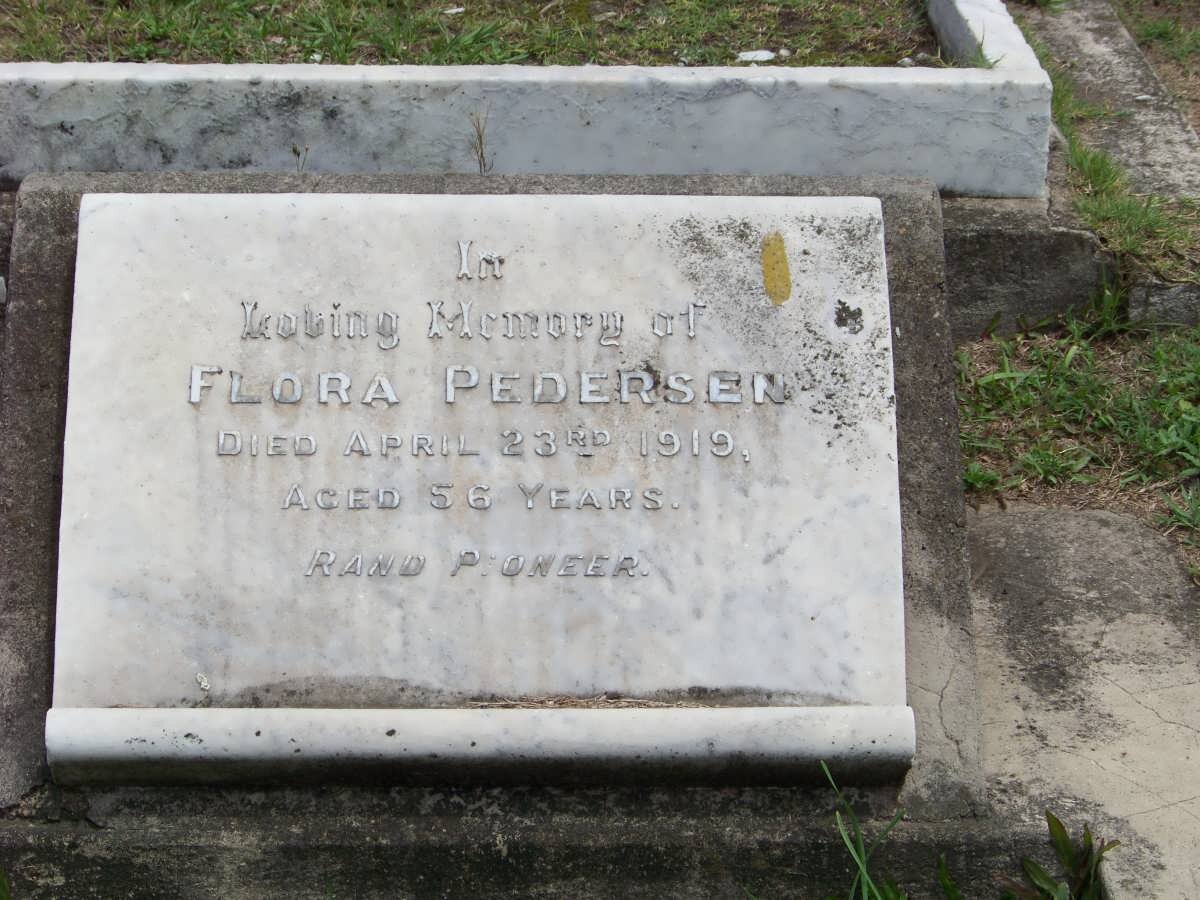 In
Loving Memory of
FLORA PEDERSEN
DIED APRIL 23RD 1919,
AGED 56 YEARS.
RAND PIONEER.